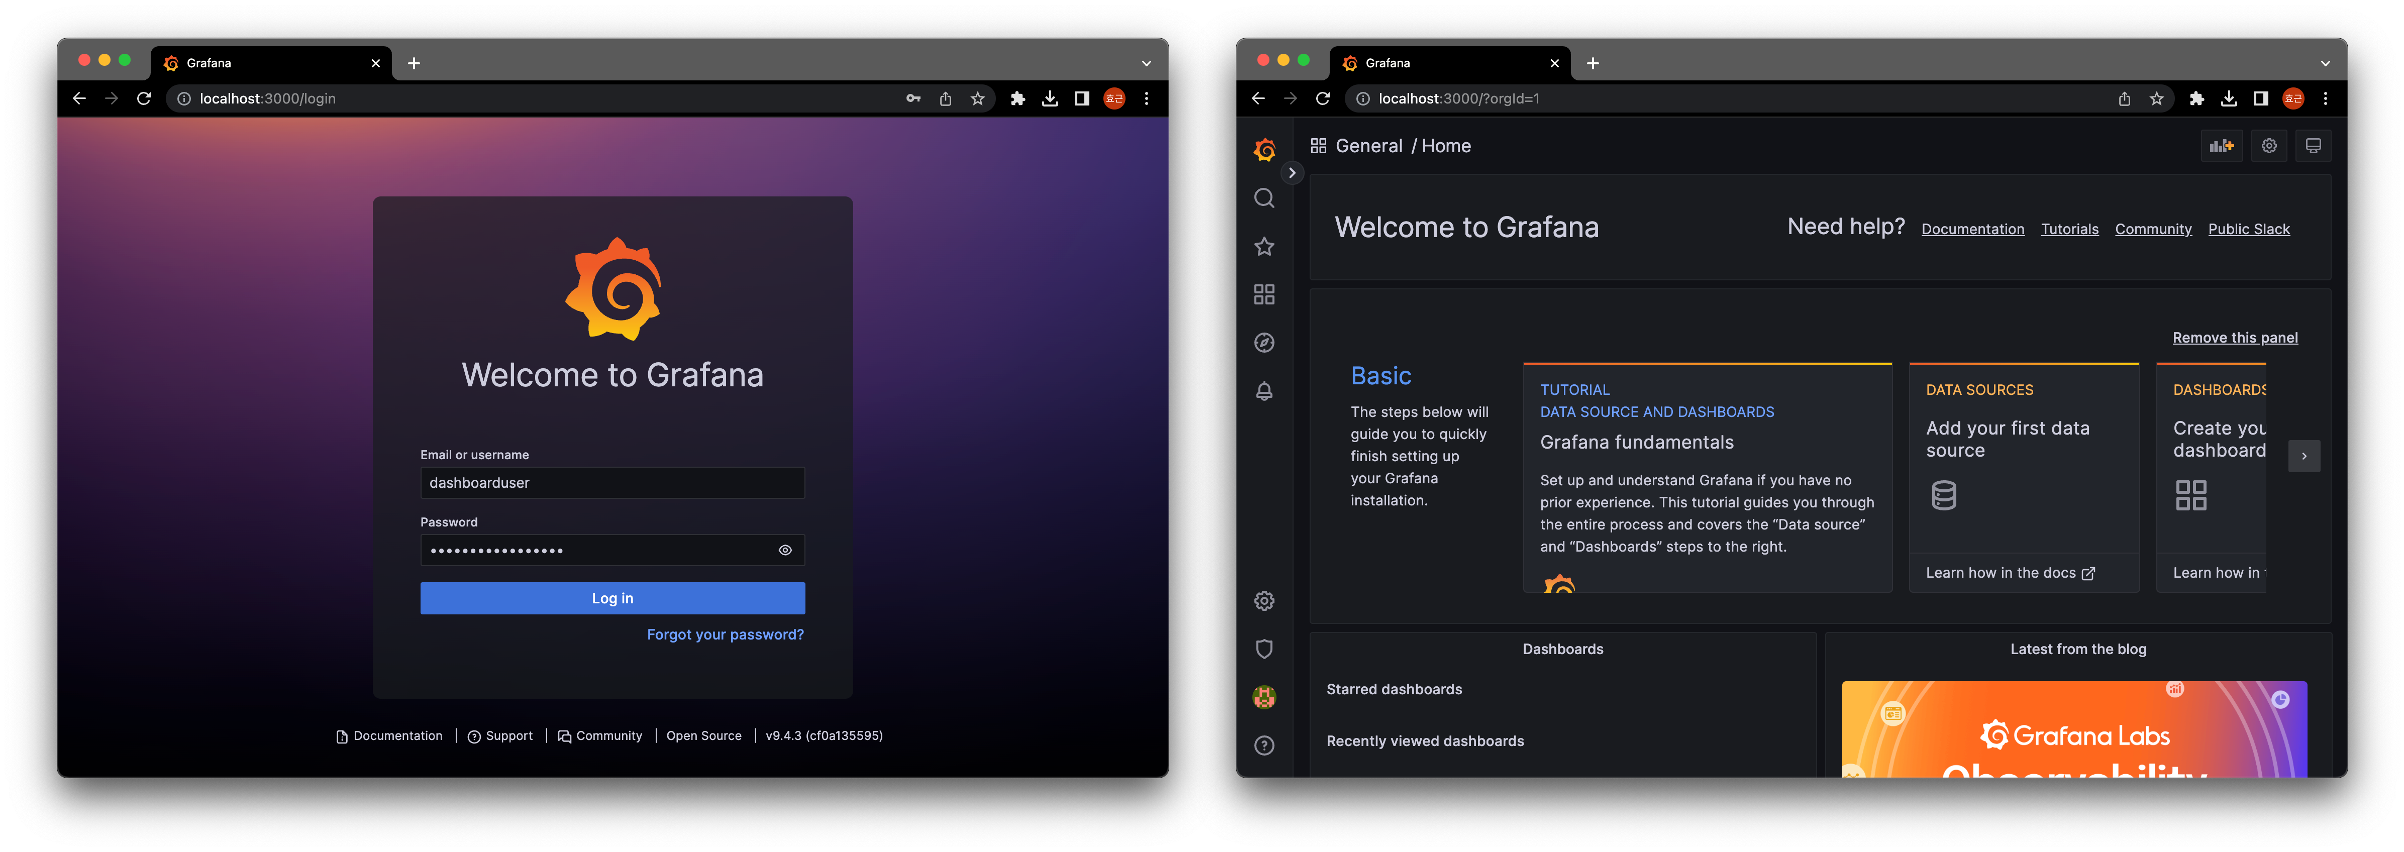 Grafana
localhost:3000/login
효근
Welcome to Grafana
Email or username
dashboarduser
Password
Log in
Forgot your password?
Documentation
Support
Community
Open Source
v9.4.3 (cf0a135595)
Grafana
localhost:3000/?orgId=1
효근
General / Home
Welcome to Grafana
Need help?
Documentation
Tutorials
Community
Public Slack
Remove this panel
Basic
The steps below will
guide you to quickly
finish setting up
your Grafana
installation.
TUTORIAL
DATA SOURCE AND DASHBOARDS
Grafana fundamentals
Set up and understand Grafana if you have no
prior experience. This tutorial guides you through
the entire process and covers the “Data source”
and “Dashboards” steps to the right.
DATA SOURCES
Add your first data
source
Learn how in the docs
DASHBOARDS
Create you
dashboard
Learn how in
Dashboards
Starred dashboards
Recently viewed dashboards
Latest from the blog
Grafana Labs
Observability